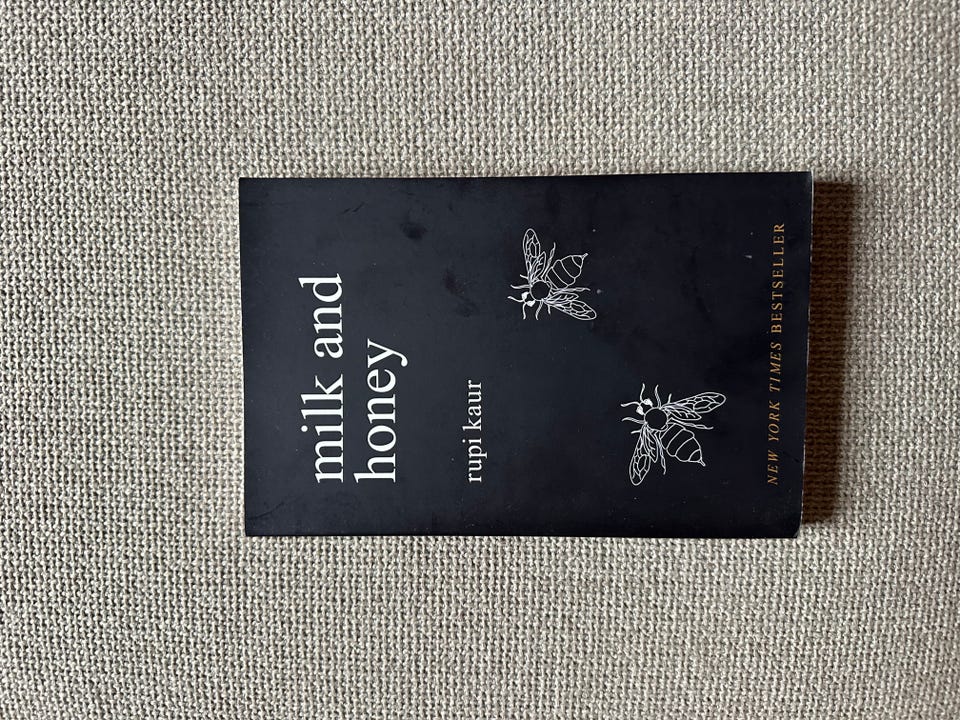 milk and
honey
rupi kaur
NEW YORK TIMES BESTSELLER